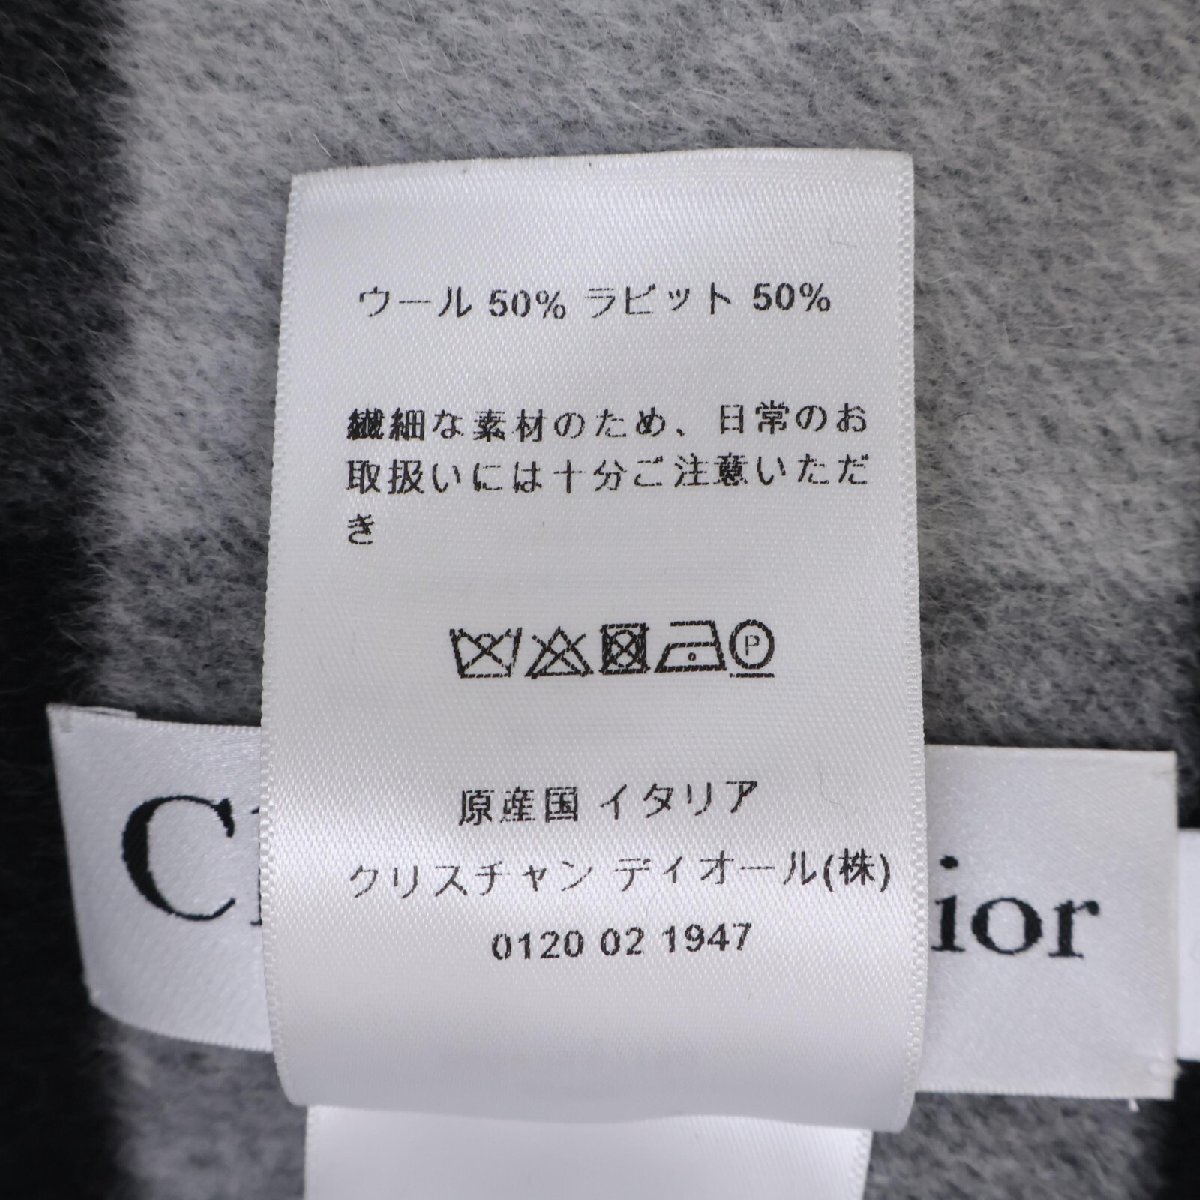 ウール 50% ラビット 50%
繊細な素材のため、日常のお
取扱いには十分ご注意いただ
き
P
原産国 イタリア
クリスチャン ディオール(株)
0120 02 1947
C
ior